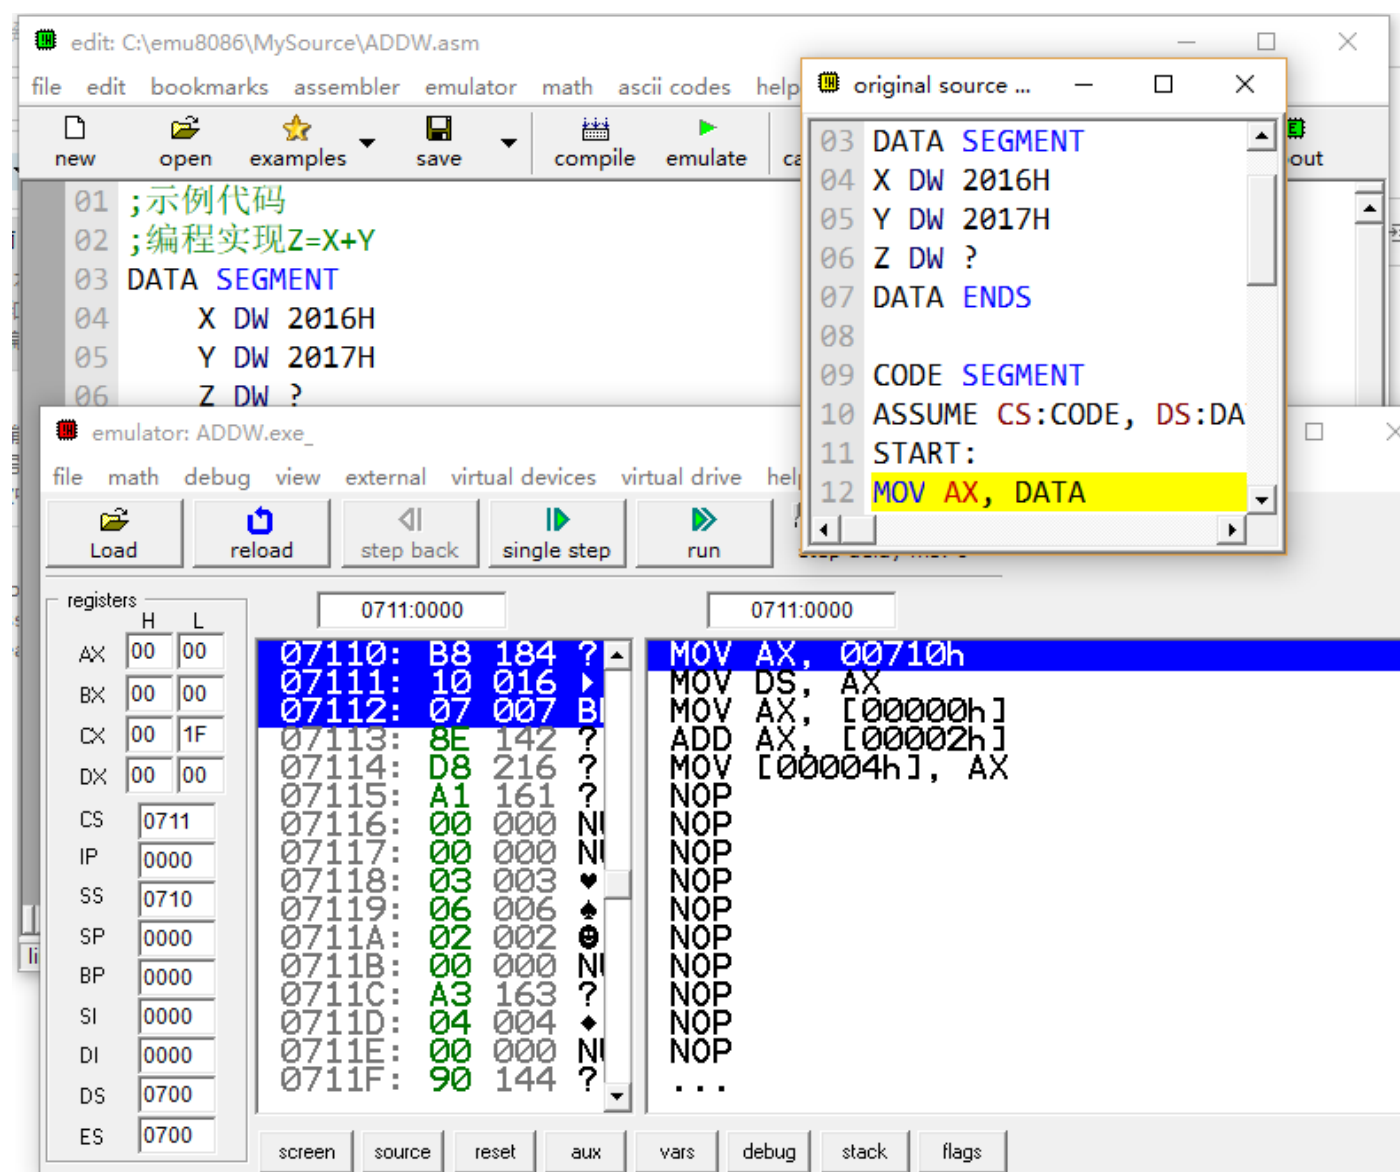 edit: C:\emu8086\MySource\ADDW.asm
file edit bookmarks assembler emulator math ascii codes help
new open examples save compile emulate
01 ;示例代码
02 ;编程实现Z=X+Y
03 DATA SEGMENT
04 X DW 2016H
05 Y DW 2017H
06 Z DW ?
original source ...
03 DATA SEGMENT
04 X DW 2016H
05 Y DW 2017H
06 Z DW ?
07 DATA ENDS
08
09 CODE SEGMENT
10 ASSUME CS:CODE, DS:DA
11 START:
12 MOV AX, DATA
emulator: ADDW.exe_
file math debug view external virtual devices virtual drive
Load reload step back single step run
registers
H L
AX 00 00
BX 00 00
CX 00 1F
DX 00 00
CS 0711
IP 0000
SS 0710
SP 0000
BP 0000
SI 0000
DI 0000
DS 0700
ES 0700
0711:0000
07110: B8 184 ?
07111: 10 016
07112: 07 007
07113: 8E 142 ?
07114: D8 216 ?
07115: A1 161 ?
07116: 00 000
07117: 00 000
07118: 03 003 ♥
07119: 06 006 ♠
0711A: 02 002 ☻
0711B: 00 000
0711C: A3 163 ?
0711D: 04 004 ♦
0711E: 00 000
0711F: 90 144 ?
0711:0000
MOV AX, 00710h
MOV DS, AX
MOV AX, [00000h]
ADD AX, [00002h]
MOV [00004h], AX
NOP
NOP
NOP
NOP
NOP
NOP
NOP
NOP
NOP
NOP
...
screen source reset aux vars debug stack flags